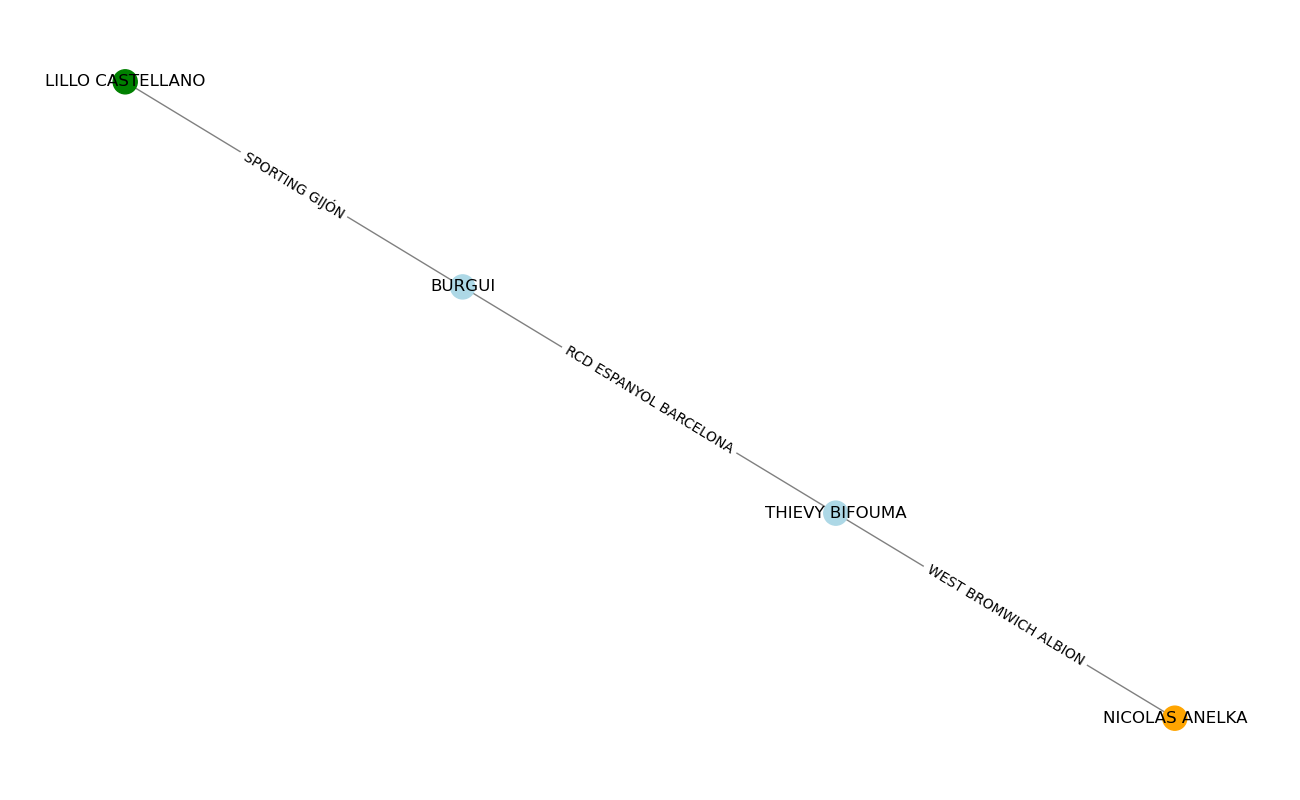 LILLO CASTELLANO
SPORTING GIJÓN
BURGUI
RCD ESPANYOL BARCELONA
THIEVY BIFOUMA
WEST BROMWICH ALBION
NICOLAS ANELKA